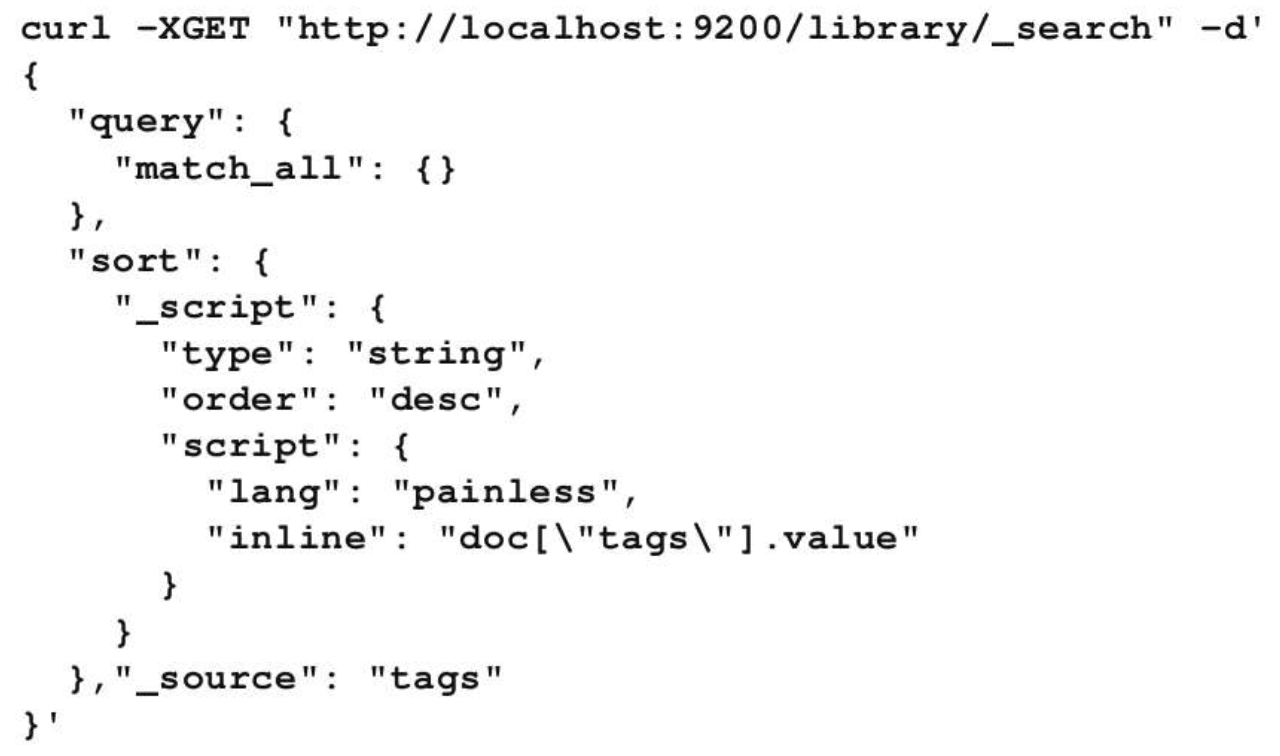 curl –XGET "http://localhost:9200/library/_search" –d'
{
  "query": {
    "match_all": {}
  },
  "sort": {
    "_script": {
      "type": "string",
      "order": "desc",
      "script": {
        "lang": "painless",
        "inline": "doc[\"tags\"].value"
      }
    }
  },"_source": "tags"
}'